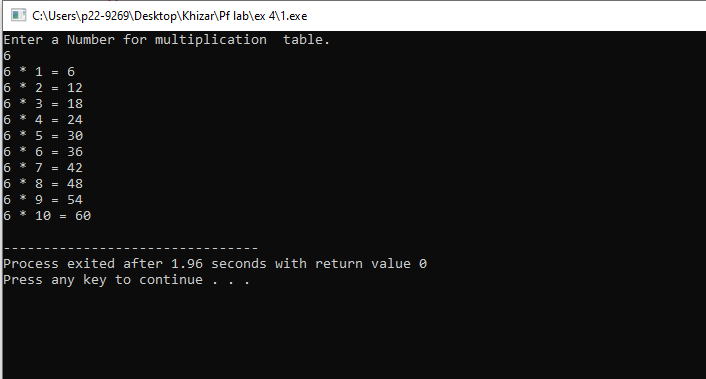 C:\Users\p22-9269\Desktop\Khizar\Pf lab\ex 4\1.exe
Enter a Number for multiplication  table.
6
6 * 1 = 6
6 * 2 = 12
6 * 3 = 18
6 * 4 = 24
6 * 5 = 30
6 * 6 = 36
6 * 7 = 42
6 * 8 = 48
6 * 9 = 54
6 * 10 = 60
--------------------------------
Process exited after 1.96 seconds with return value 0
Press any key to continue . . .